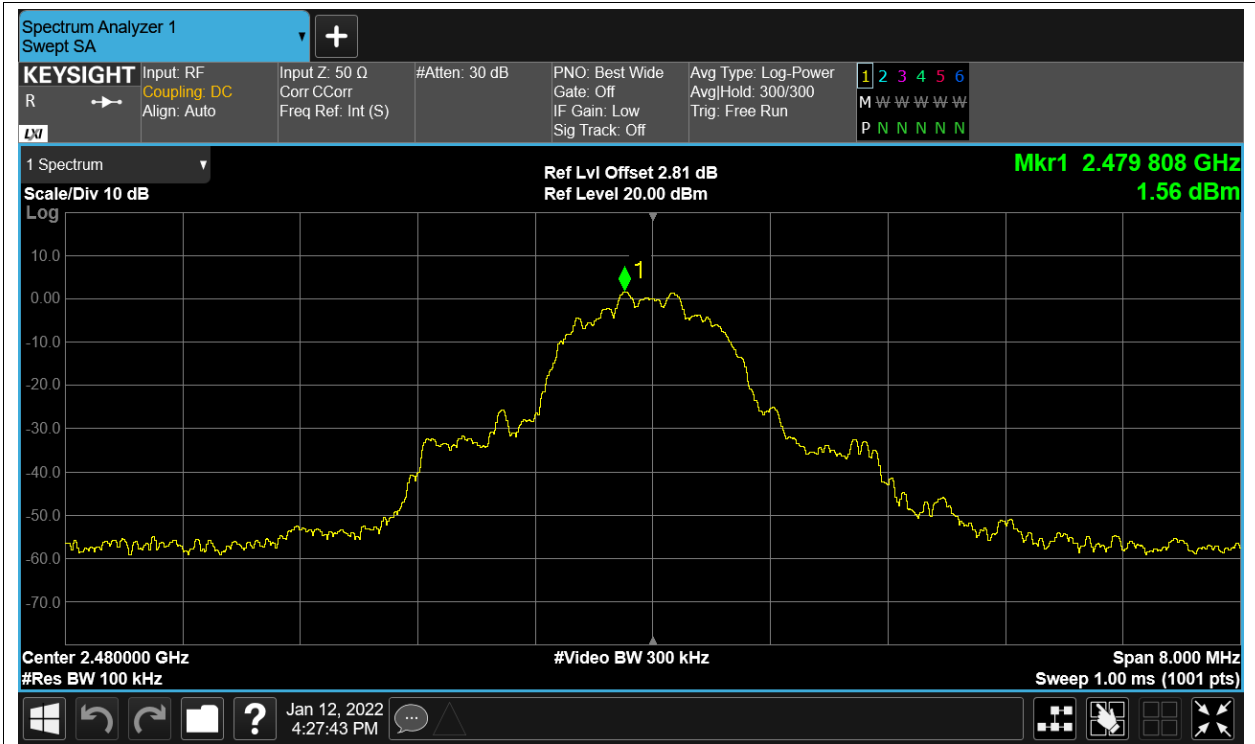 Spectrum Analyzer 1
Swept SA
KEYSIGHT
R
LXI
Input: RF
Coupling: DC
Align: Auto
Input Z: 50 Ω
Corr CCorr
Freq Ref: Int (S)
#Atten: 30 dB
PNO: Best Wide
Gate: Off
IF Gain: Low
Sig Track: Off
Avg Type: Log-Power
Avg|Hold: 300/300
Trig: Free Run
1 2 3 4 5 6
M W W W W W
P N N N N N
1 Spectrum
Scale/Div 10 dB
Log
Ref Lvl Offset 2.81 dB
Ref Level 20.00 dBm
Mkr1 2.479 808 GHz
1.56 dBm
1
10.0
0.00
-10.0
-20.0
-30.0
-40.0
-50.0
-60.0
-70.0
Center 2.480000 GHz
#Res BW 100 kHz
#Video BW 300 kHz
Span 8.000 MHz
Sweep 1.00 ms (1001 pts)
?
Jan 12, 2022
4:27:43 PM